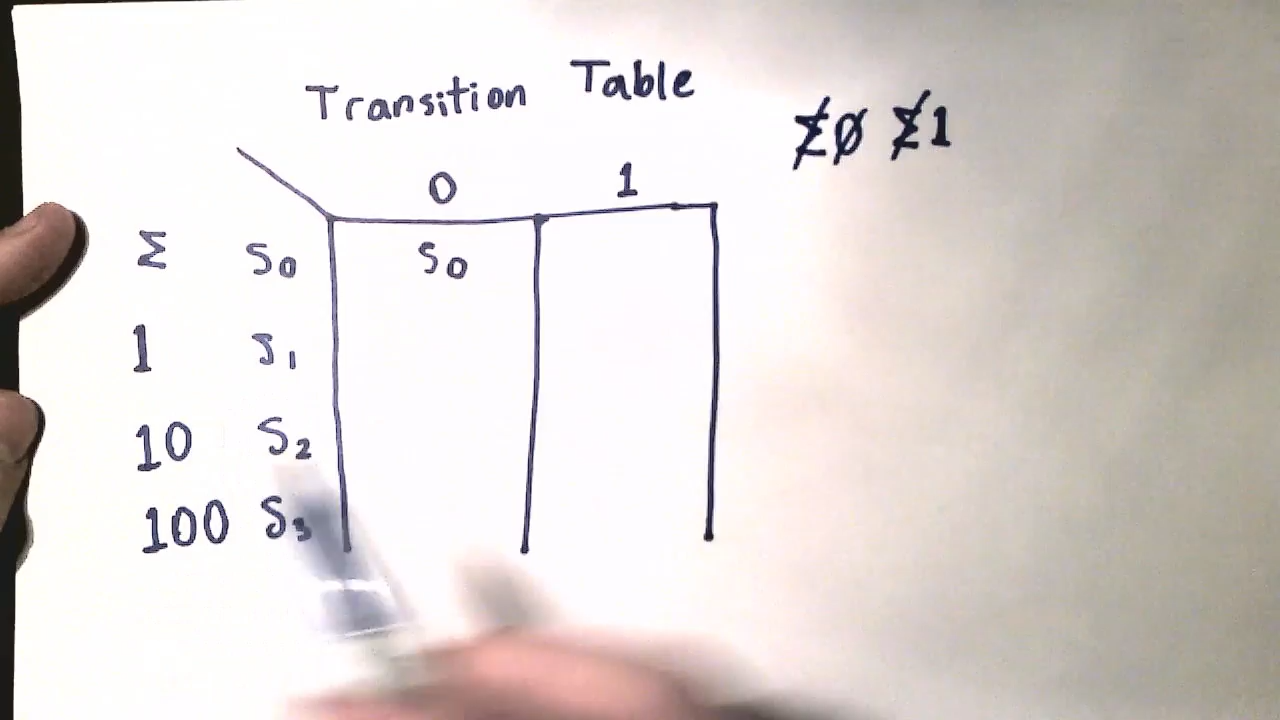 Transition Table
Σ̸0 Σ̸1
0 1
Σ S0 S0
1 S1
10 S2
100 S3